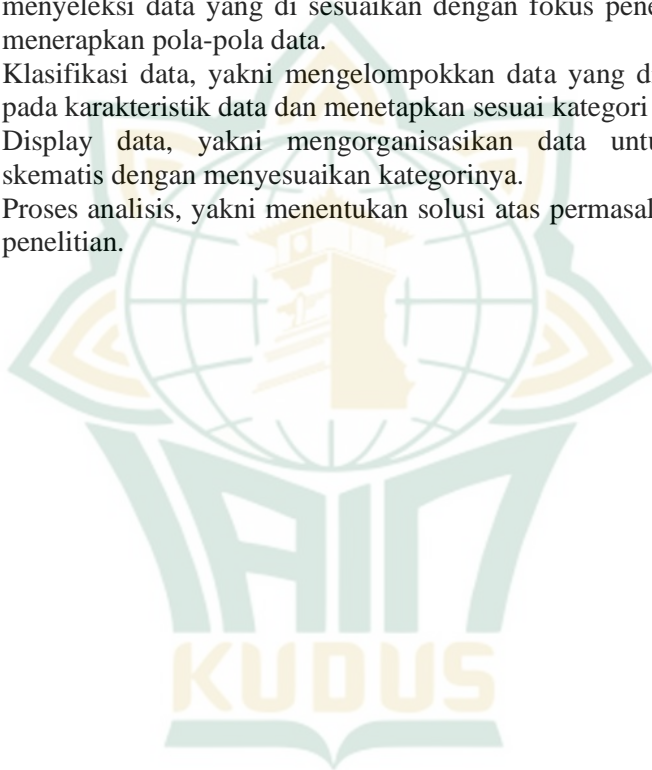 menyeleksi data yang di sesuaikan dengan fokus pene
menerapkan pola-pola data.
Klasifikasi data, yakni mengelompokkan data yang d
pada karakteristik data dan menetapkan sesuai kategori
Display data, yakni mengorganisasikan data untu
skematis dengan menyesuaikan kategorinya.
Proses analisis, yakni menentukan solusi atas permasal
penelitian.
IAIN
KUDUS